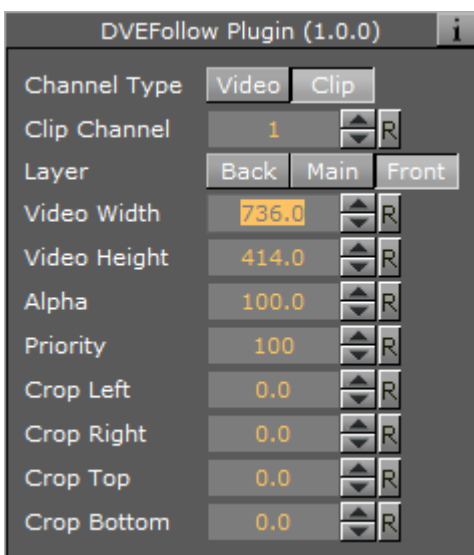 DVEFollow Plugin (1.0.0) i
Channel Type Video Clip
Clip Channel 1 R
Layer Back Main Front
Video Width 736.0 R
Video Height 414.0 R
Alpha 100.0 R
Priority 100 R
Crop Left 0.0 R
Crop Right 0.0 R
Crop Top 0.0 R
Crop Bottom 0.0 R